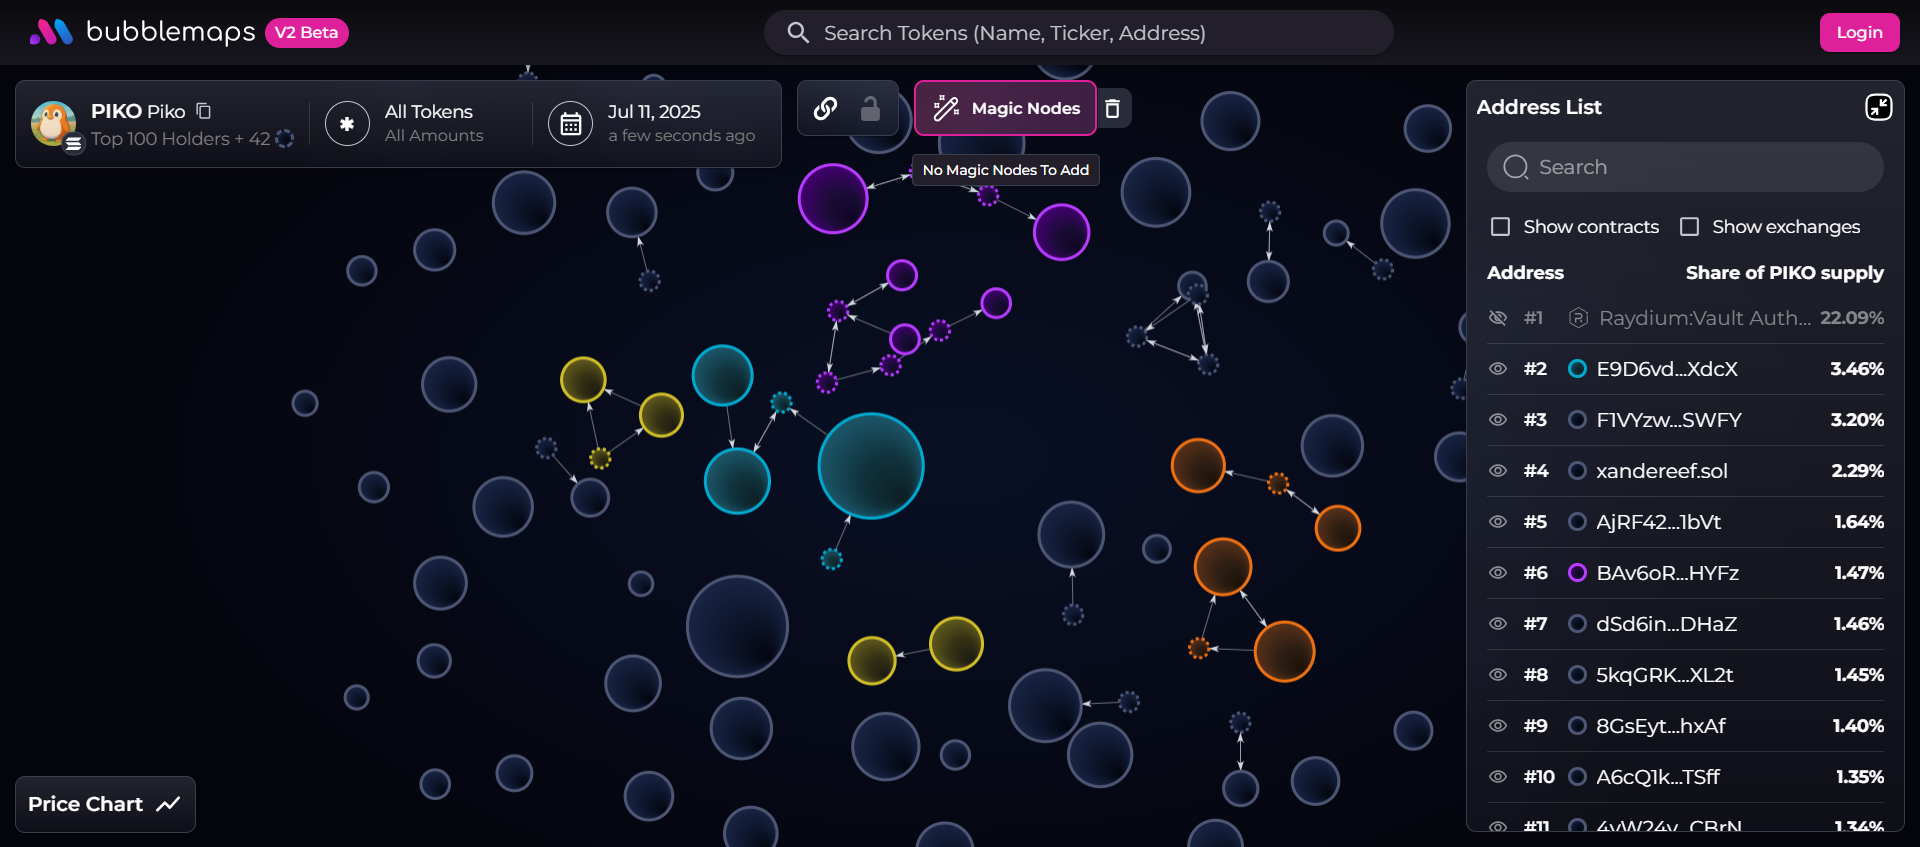 bubblemaps V2 Beta
Search Tokens (Name, Ticker, Address)
Login
PIKO Piko
Top 100 Holders + 42
All Tokens
All Amounts
Jul 11, 2025
a few seconds ago
Magic Nodes
No Magic Nodes To Add
Address List
Search
Show contracts Show exchanges
Address Share of PIKO supply
#1 Raydium:Vault Auth... 22.09%
#2 E9D6vd...XdcX 3.46%
#3 F1VYzw...SWFY 3.20%
#4 xandereef.sol 2.29%
#5 AjRF42...1bVt 1.64%
#6 BAv6oR...HYFz 1.47%
#7 dSd6in...DHaZ 1.46%
#8 5kqGRK...XL2t 1.45%
#9 8GsEyt...hxAf 1.40%
#10 A6cQ1k...TSff 1.35%
#11 1.34%
Price Chart